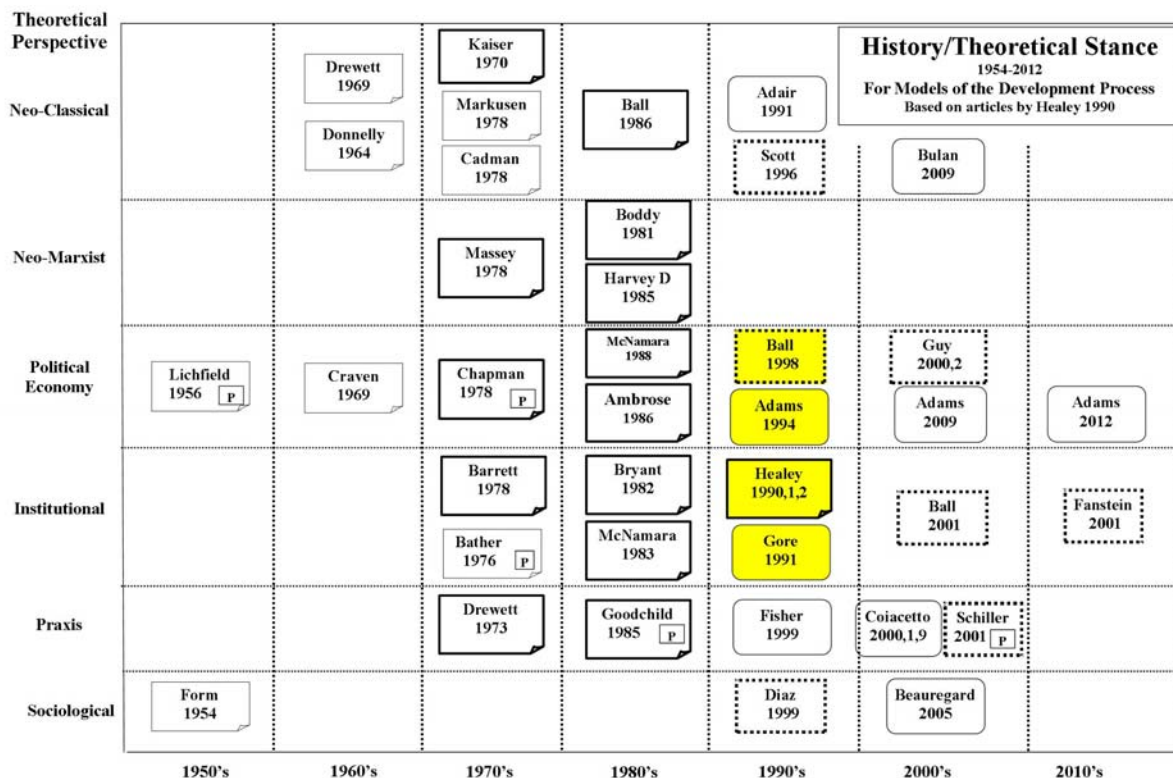 Theoretical
Perspective
History/Theoretical Stance
1954-2012
For Models of the Development Process
Based on articles by Healey 1990
Neo-Classical
Drewett
1969
Donnelly
1964
Kaiser
1970
Markusen
1978
Cadman
1978
Ball
1986
Adair
1991
Scott
1996
Bulan
2009
Neo-Marxist
Massey
1978
Boddy
1981
Harvey D
1985
Political
Economy
Lichfield
1956 P
Craven
1969
Chapman
1978 P
McNamara
1988
Ambrose
1986
Ball
1998
Adams
1994
Guy
2000,2
Adams
2009
Adams
2012
Institutional
Barrett
1978
Bather
1976 P
Bryant
1982
McNamara
1983
Healey
1990,1,2
Gore
1991
Ball
2001
Fanstein
2001
Praxis
Drewett
1973
Goodchild
1985 P
Fisher
1999
Coiacetto
2000,1,9
Schiller
2001 P
Sociological
Form
1954
Diaz
1999
Beauregard
2005
1950's 1960's 1970's 1980's 1990's 2000's 2010's